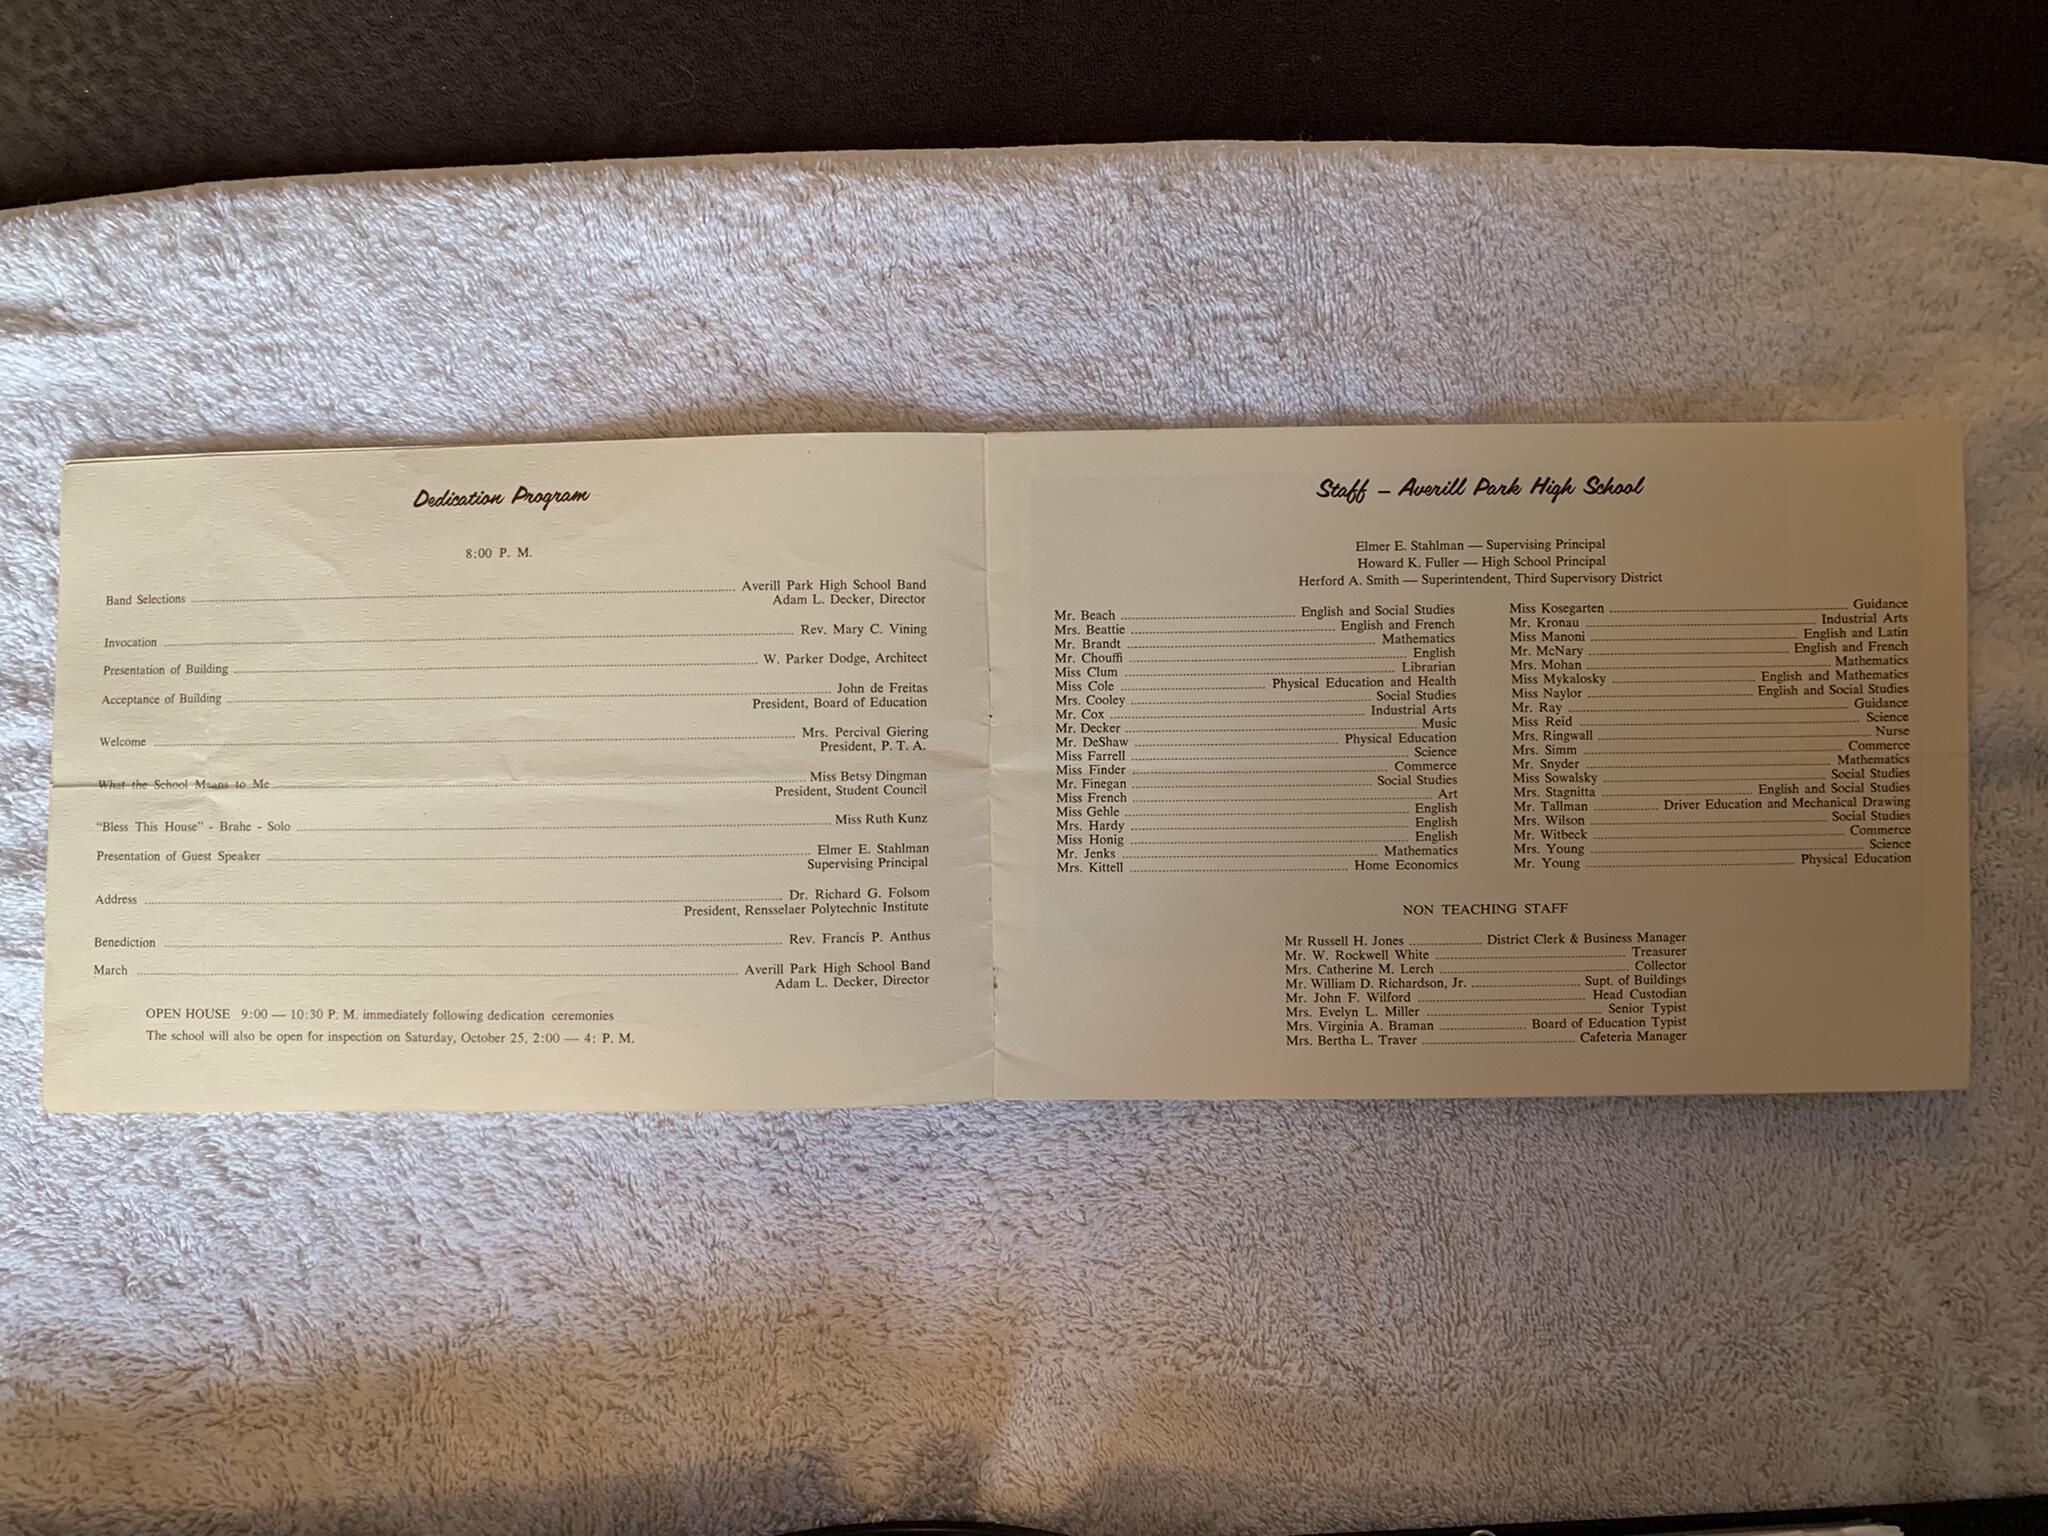 Dedication Program
8:00 P. M.
Band Selections Averill Park High School Band
Adam L. Decker, Director
Invocation Rev. Mary C. Vining
Presentation of Building W. Parker Dodge, Architect
Acceptance of Building John de Freitas
President, Board of Education
Welcome Mrs. Percival Giering
President, P. T. A.
What the School Means to Me Miss Betsy Dingman
President, Student Council
"Bless This House" - Brahe - Solo Miss Ruth Kunz
Presentation of Guest Speaker Elmer E. Stahlman
Supervising Principal
Address Dr. Richard G. Folsom
President, Rensselaer Polytechnic Institute
Benediction Rev. Francis P. Anthus
March Averill Park High School Band
Adam L. Decker, Director
OPEN HOUSE 9:00 — 10:30 P. M. immediately following dedication ceremonies
The school will also be open for inspection on Saturday, October 25, 2:00 — 4: P. M.
Staff — Averill Park High School
Elmer E. Stahlman — Supervising Principal
Howard K. Fuller — High School Principal
Herford A. Smith — Superintendent, Third Supervisory District
Mr. Beach English and Social Studies
Mrs. Beattie English and French
Mr. Brandt Mathematics
Mr. Chouffi English
Miss Clum Librarian
Miss Cole Physical Education and Health
Mrs. Cooley Social Studies
Mr. Cox Industrial Arts
Mr. Decker Music
Mr. DeShaw Physical Education
Miss Farrell Science
Miss Finder Commerce
Mr. Finegan Social Studies
Miss French Art
Miss Gehle English
Mrs. Hardy English
Miss Honig English
Mr. Jenks Mathematics
Mrs. Kittell Home Economics
Miss Kosegarten Guidance
Mr. Kronau Industrial Arts
Miss Manoni English and Latin
Mr. McNary English and French
Mrs. Mohan Mathematics
Miss Mykalosky English and Mathematics
Miss Naylor English and Social Studies
Mr. Ray Guidance
Miss Reid Science
Mrs. Ringwall Nurse
Mrs. Simm Commerce
Mr. Snyder Mathematics
Miss Sowalsky Social Studies
Mrs. Stagnitta English and Social Studies
Mr. Tallman Driver Education and Mechanical Drawing
Mrs. Wilson Social Studies
Mr. Witbeck Commerce
Mrs. Young Science
Mr. Young Physical Education
NON TEACHING STAFF
Mr Russell H. Jones District Clerk & Business Manager
Mr. W. Rockwell White Treasurer
Mrs. Catherine M. Lerch Collector
Mr. William D. Richardson, Jr. Supt. of Buildings
Mr. John F. Wilford Head Custodian
Mrs. Evelyn L. Miller Senior Typist
Mrs. Virginia A. Braman Board of Education Typist
Mrs. Bertha L. Traver Cafeteria Manager